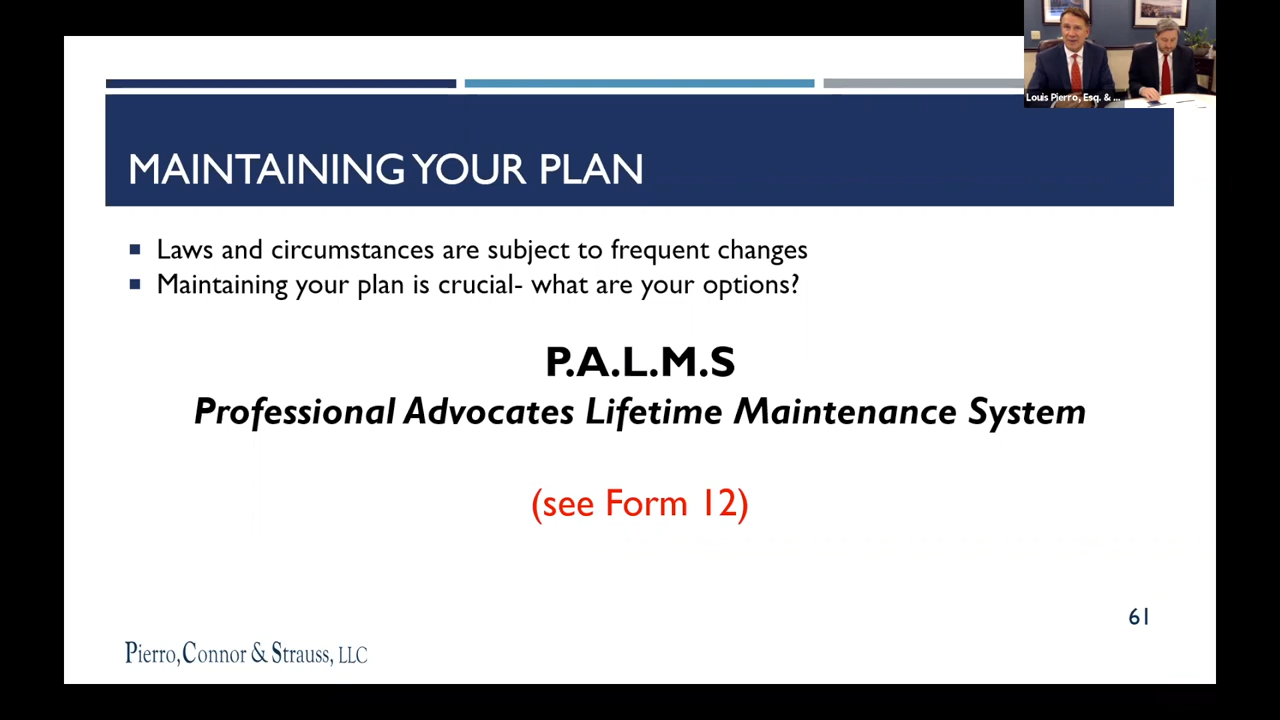 Louis Pierro, Esq. & ...
MAINTAINING YOUR PLAN
Laws and circumstances are subject to frequent changes
Maintaining your plan is crucial- what are your options?
P.A.L.M.S
Professional Advocates Lifetime Maintenance System
(see Form 12)
61
Pierro, Connor & Strauss, LLC